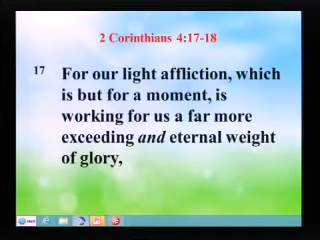 2 Corinthians 4:17-18
17 For our light affliction, which
is but for a moment, is
working for us a far more
exceeding and eternal weight
of glory,